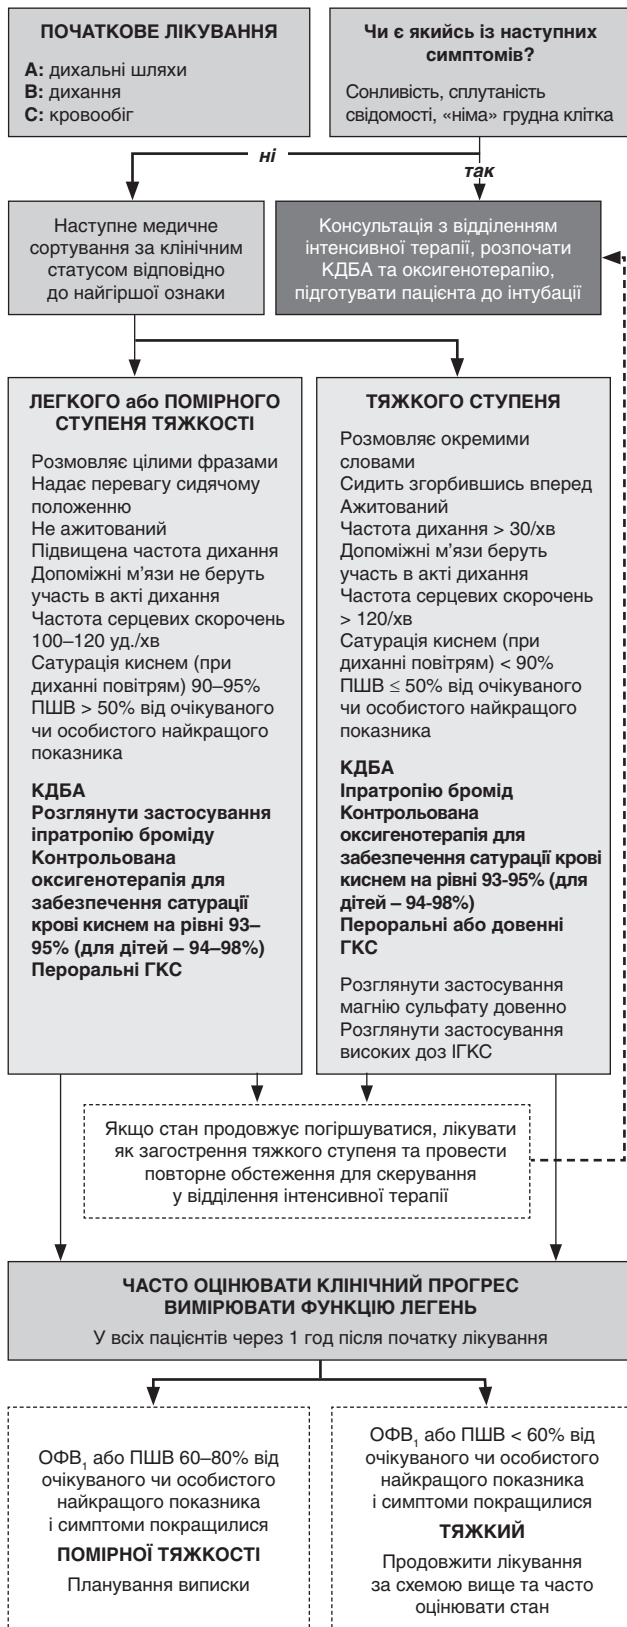 ПОЧАТКОВЕ ЛІКУВАННЯ
A: дихальні шляхи
B: дихання
C: кровообіг
Чи є якийсь із наступних
симптомів?
Сонливість, сплутаність
свідомості, «німа» грудна клітка
ні
так
Наступне медичне
сортування за клінічним
статусом відповідно
до найгіршої ознаки
Консультація з відділенням
інтенсивної терапії, розпочати
КДБА та оксигенотерапію,
підготувати пацієнта до інтубації
ЛЕГКОГО або ПОМІРНОГО
СТУПЕНЯ ТЯЖКОСТІ
Розмовляє цілими фразами
Надає перевагу сидячому
положенню
Не ажитований
Підвищена частота дихання
Допоміжні м’язи не беруть
участь в акті дихання
Частота серцевих скорочень
100–120 уд./хв
Сатурація киснем (при
диханні повітрям) 90–95%
ПШВ > 50% від очікуваного
чи особистого найкращого
показника
КДБА
Розглянути застосування
іпратропію броміду
Контрольована
оксигенотерапія для
забезпечення сатурації
крові киснем на рівні 93–
95% (для дітей – 94–98%)
Пероральні ГКС
ТЯЖКОГО СТУПЕНЯ
Розмовляє окремими
словами
Сидить згорбившись вперед
Ажитований
Частота дихання > 30/хв
Допоміжні м’язи беруть
участь в акті дихання
Частота серцевих скорочень
> 120/хв
Сатурація киснем (при
диханні повітрям) < 90%
ПШВ ≤ 50% від очікуваного
чи особистого найкращого
показника
КДБА
Іпратропію бромід
Контрольована
оксигенотерапія для
забезпечення сатурації крові
киснем на рівні 93-95% (для
дітей – 94-98%)
Пероральні або довенні
ГКС
Розглянути застосування
магнію сульфату довенно
Розглянути застосування
високих доз ІГКС
Якщо стан продовжує погіршуватися, лікувати
як загострення тяжкого ступеня та провести
повторне обстеження для скерування
у відділення інтенсивної терапії
ЧАСТО ОЦІНЮВАТИ КЛІНІЧНИЙ ПРОГРЕС
ВИМІРЮВАТИ ФУНКЦІЮ ЛЕГЕНЬ
У всіх пацієнтів через 1 год після початку лікування
ОФВ₁ або ПШВ 60–80% від
очікуваного чи особистого
найкращого показника
і симптоми покращилися
ПОМІРНОЇ ТЯЖКОСТІ
Планування виписки
ОФВ₁ або ПШВ < 60% від
очікуваного чи особистого
найкращого показника
і симптоми покращилися
ТЯЖКИЙ
Продовжити лікування
за схемою вище та часто
оцінювати стан